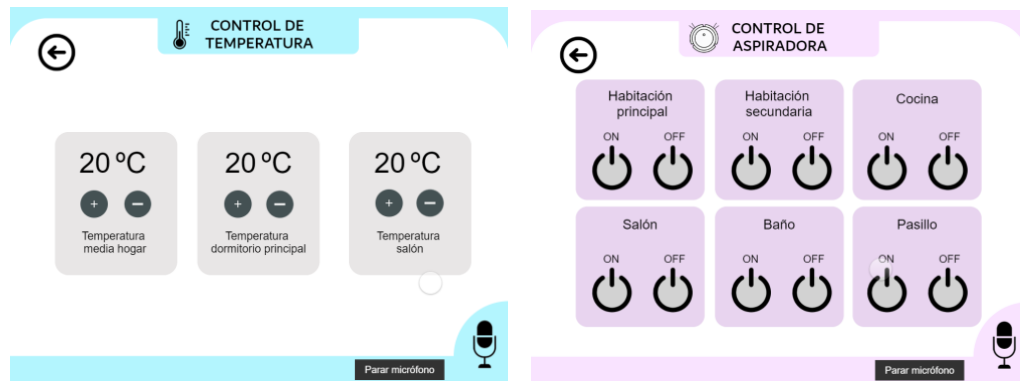 CONTROL DE
TEMPERATURA
20 ºC
+ −
Temperatura
media hogar
20 ºC
+ −
Temperatura
dormitorio principal
20 ºC
+ −
Temperatura
salón
Parar micrófono
CONTROL DE
ASPIRADORA
Habitación
principal
ON OFF
Habitación
secundaria
ON OFF
Cocina
ON OFF
Salón
ON OFF
Baño
ON OFF
Pasillo
ON OFF
Parar micrófono